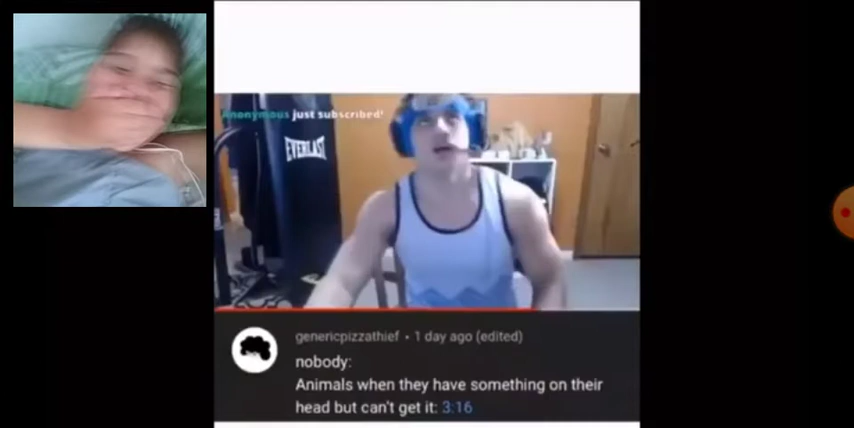 Anonymous just subscribed!
EVERLAST
genericpizzathief • 1 day ago (edited)
nobody:
Animals when they have something on their
head but can't get it: 3:16